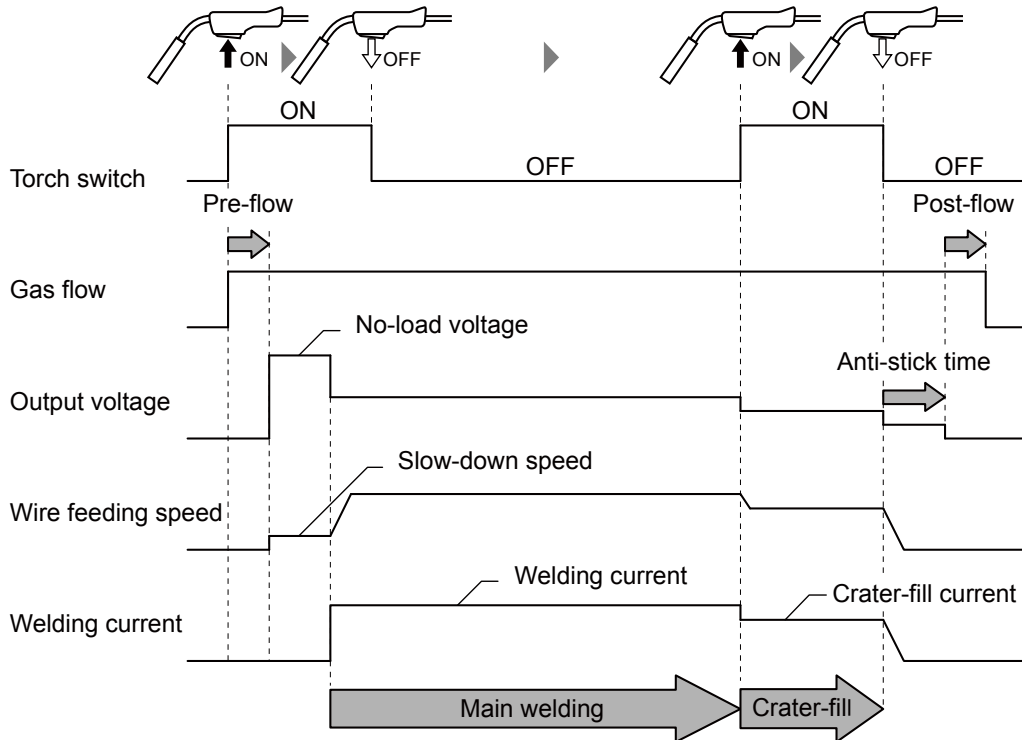 ON
OFF
ON
OFF
ON
ON
Torch switch
OFF
OFF
Pre-flow
Post-flow
Gas flow
No-load voltage
Anti-stick time
Output voltage
Slow-down speed
Wire feeding speed
Welding current
Crater-fill current
Welding current
Main welding
Crater-fill